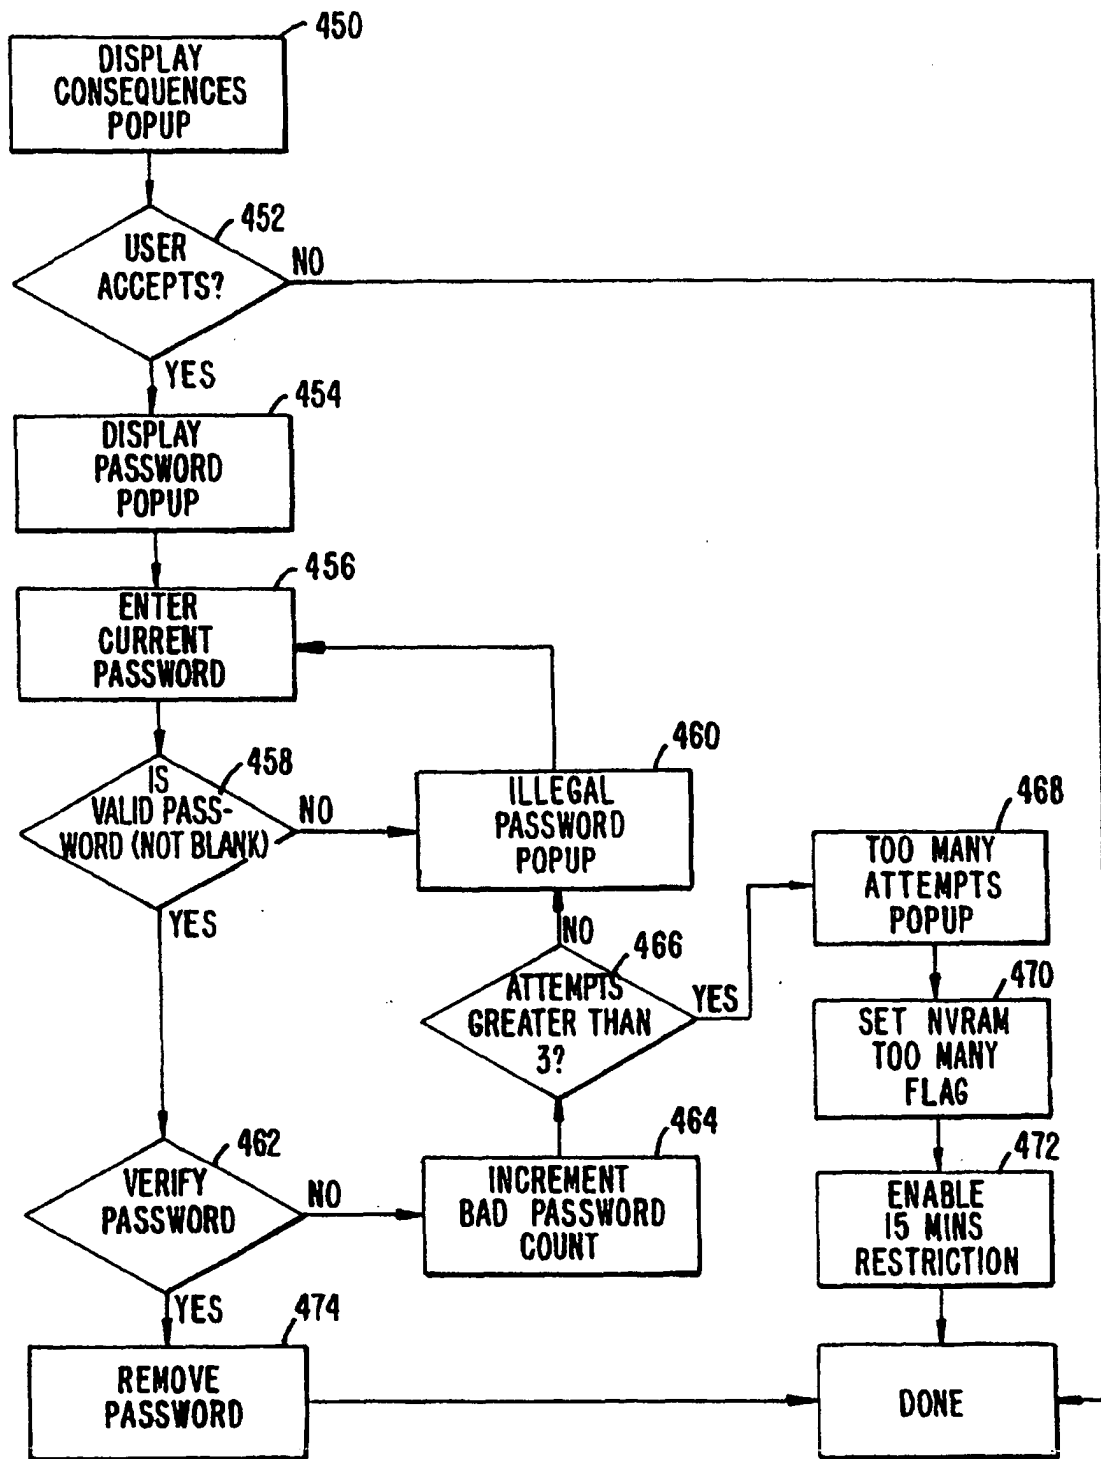 450
DISPLAY
CONSEQUENCES
POPUP
452
USER
ACCEPTS?
NO
YES
454
DISPLAY
PASSWORD
POPUP
456
ENTER
CURRENT
PASSWORD
458
IS
VALID PASS-
WORD (NOT BLANK)
NO
YES
460
ILLEGAL
PASSWORD
POPUP
NO
466
ATTEMPTS
GREATER THAN
3?
YES
468
TOO MANY
ATTEMPTS
POPUP
470
SET NVRAM
TOO MANY
FLAG
472
ENABLE
15 MINS
RESTRICTION
462
VERIFY
PASSWORD
NO
YES
464
INCREMENT
BAD PASSWORD
COUNT
474
REMOVE
PASSWORD
DONE